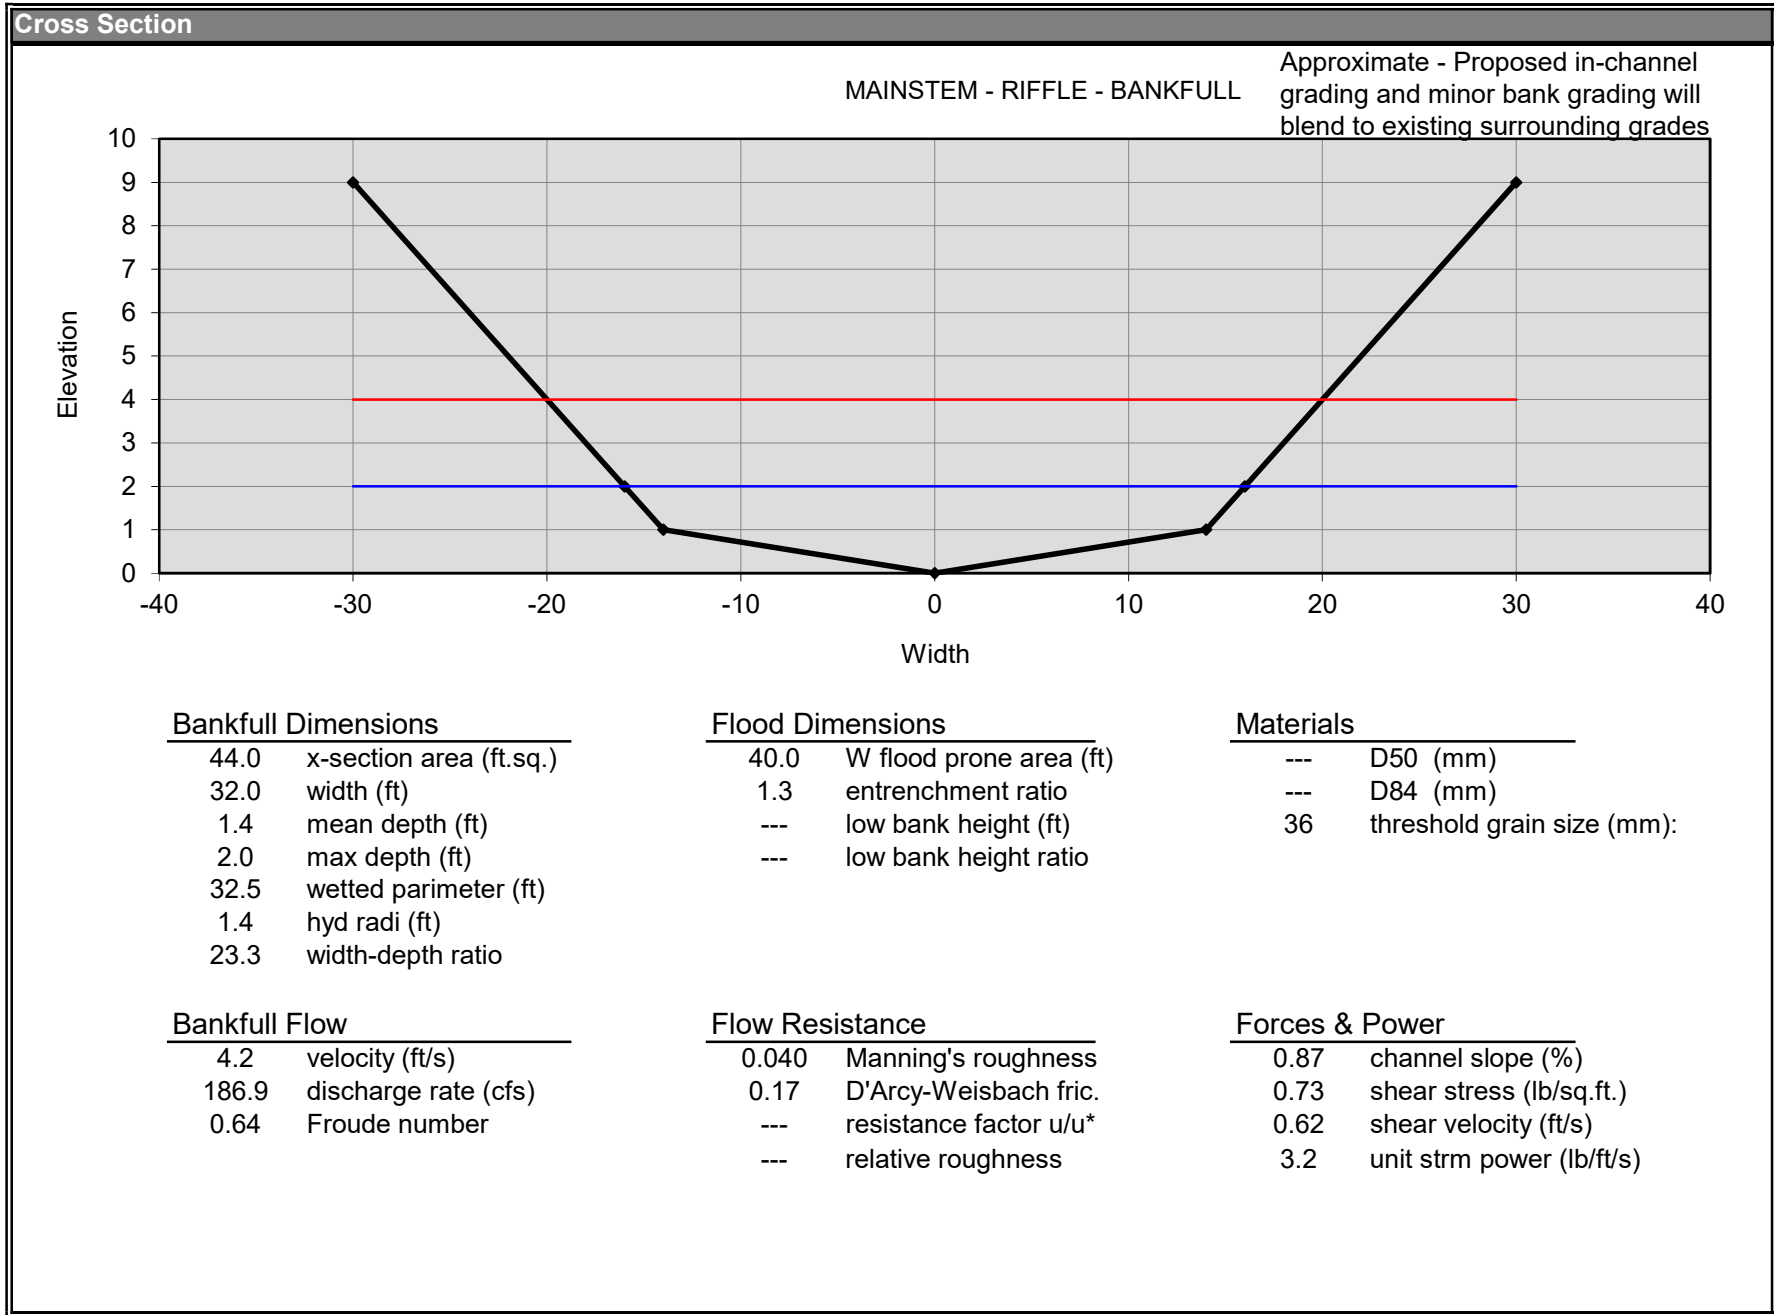 Cross Section
MAINSTEM - RIFFLE - BANKFULL
Approximate - Proposed in-channel
grading and minor bank grading will
blend to existing surrounding grades
10
9
8
7
6
5
4
3
2
1
0
Elevation
-40 -30 -20 -10 0 10 20 30 40
Width
Bankfull Dimensions
44.0 x-section area (ft.sq.)
32.0 width (ft)
1.4 mean depth (ft)
2.0 max depth (ft)
32.5 wetted parimeter (ft)
1.4 hyd radi (ft)
23.3 width-depth ratio
Flood Dimensions
40.0 W flood prone area (ft)
1.3 entrenchment ratio
--- low bank height (ft)
--- low bank height ratio
Materials
--- D50 (mm)
--- D84 (mm)
36 threshold grain size (mm):
Bankfull Flow
4.2 velocity (ft/s)
186.9 discharge rate (cfs)
0.64 Froude number
Flow Resistance
0.040 Manning's roughness
0.17 D'Arcy-Weisbach fric.
--- resistance factor u/u*
--- relative roughness
Forces & Power
0.87 channel slope (%)
0.73 shear stress (lb/sq.ft.)
0.62 shear velocity (ft/s)
3.2 unit strm power (lb/ft/s)